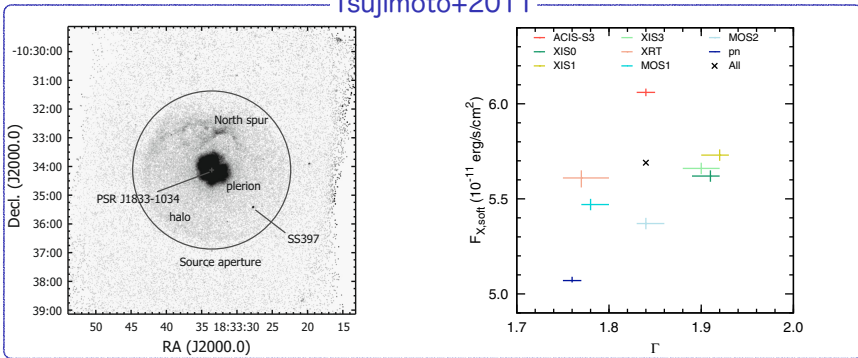 Tsujimoto+2011
-10:30:00
31:00
32:00
33:00
34:00
35:00
36:00
37:00
38:00
39:00
Decl. (J2000.0)
North spur
plerion
PSR J1833-1034
halo
SS397
Source aperture
50 45 40 35 18:33:30 25 20 15
RA (J2000.0)
ACIS-S3 XIS3 MOS2
XIS0 XRT pn
XIS1 MOS1 All
6.0
5.5
5.0
F_X,soft (10^-11 erg/s/cm^2)
1.7 1.8 1.9 2.0
Γ